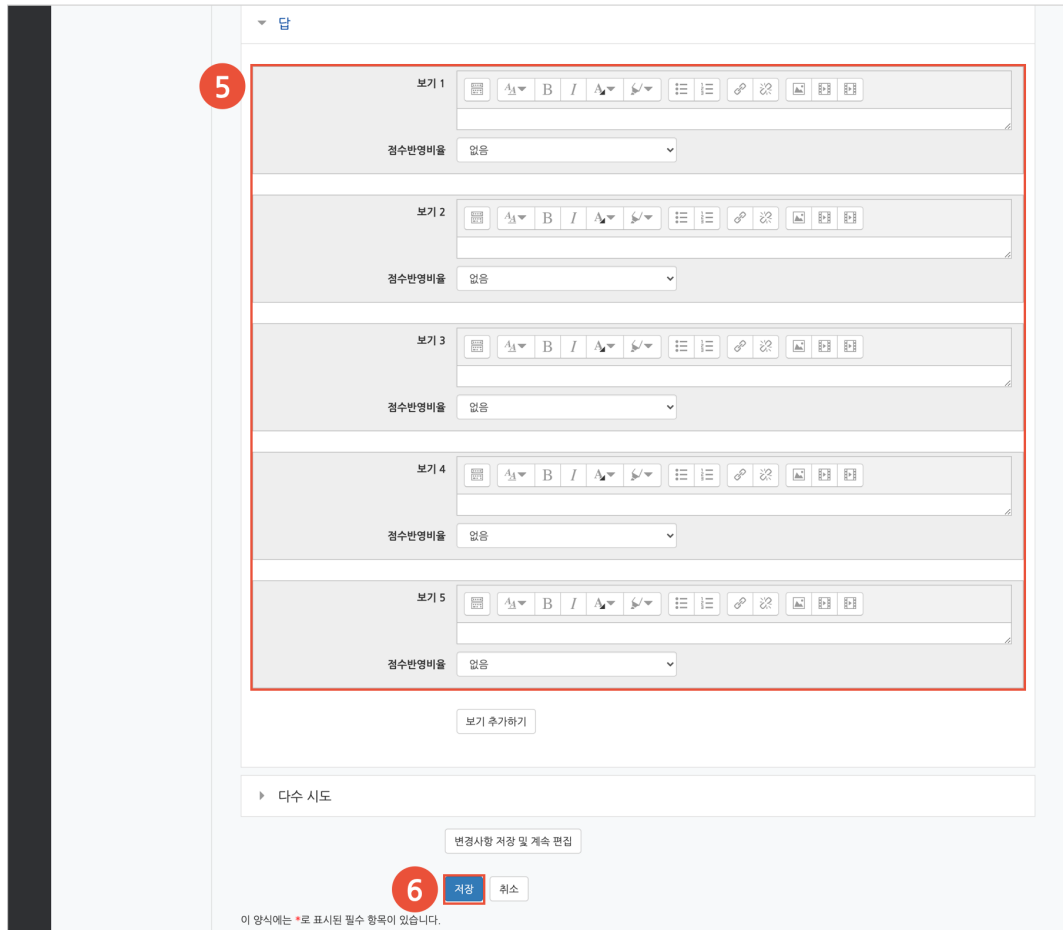 답
5
보기 1
점수반영비율 없음
보기 2
점수반영비율 없음
보기 3
점수반영비율 없음
보기 4
점수반영비율 없음
보기 5
점수반영비율 없음
보기 추가하기
다수 시도
변경사항 저장 및 계속 편집
6 저장 취소
이 양식에는 *로 표시된 필수 항목이 있습니다.